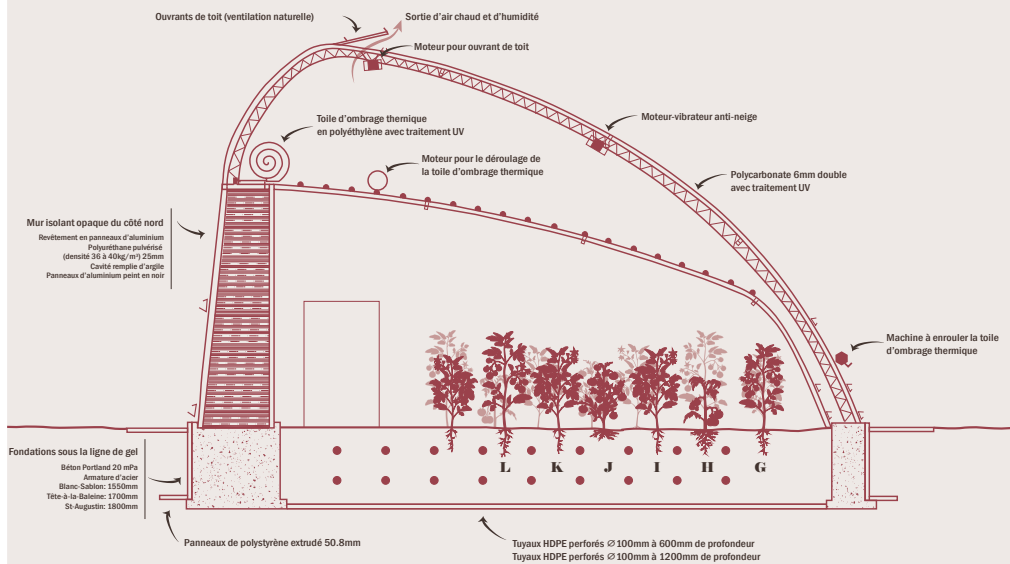 Ouvrants de toit (ventilation naturelle)
Sortie d'air chaud et d'humidité
Moteur pour ouvrant de toit
Toile d'ombrage themique
en polyéthylène avec traitement UV
Moteur-vibrateur anti-neige
Moteur pour le déroulage de
la toile d'ombrage thermique
Polycarbonate 6mm double
avec traitement UV
Mur isolant opaque du côté nord
Revêtement en panneaux d'aluminium
Polyuréthane pulvérisé
(densité 36 à 40kg/m³) 25mm
Cavité remplie d'argile
Panneaux d'aluminium peint en noir
Machine à enrouler la toile
d'ombrage thermique
Fondations sous la ligne de gel
Béton Portland 20 mPa
Armature d'acier
Blanc-Sablon: 1550mm
Tête-à-la-Baleine: 1700mm
St-Augustin: 1800mm
L K J I H G
Panneaux de polystyrène extrudé 50.8mm
Tuyaux HDPE perforés ∅100mm à 600mm de profondeur
Tuyaux HDPE perforés ∅100mm à 1200mm de profondeur